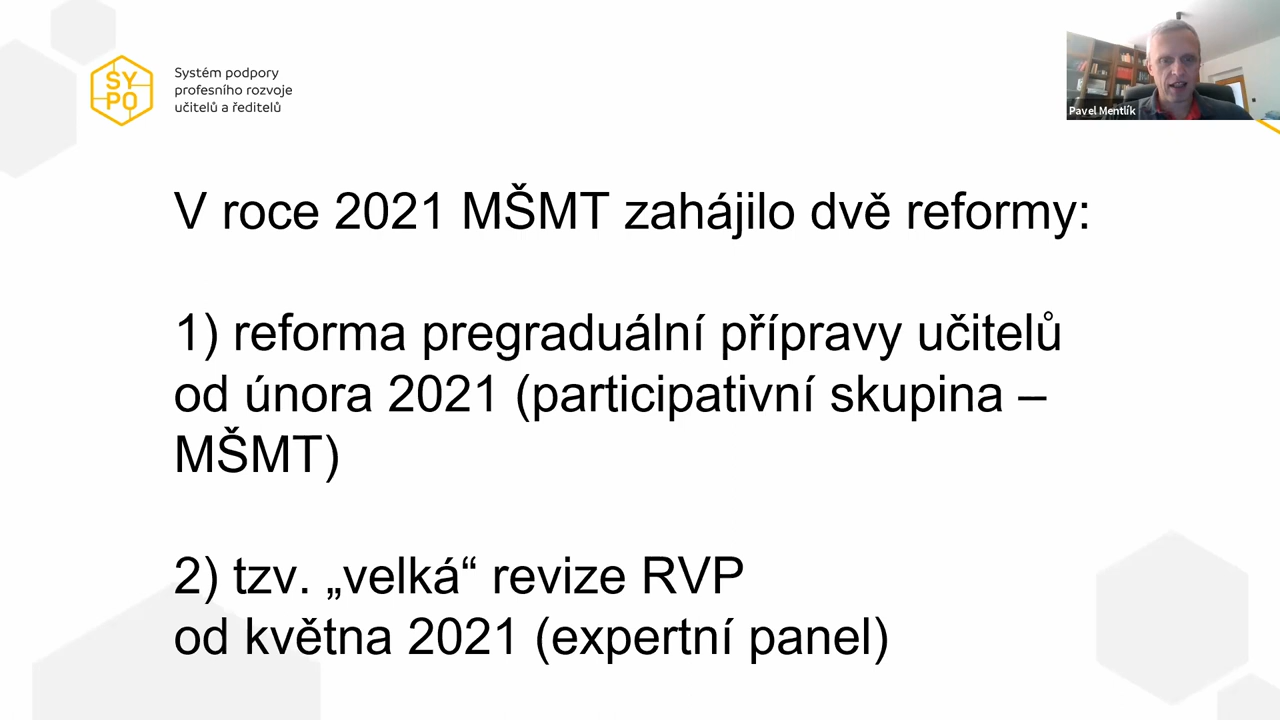 SY
PO
Systém podpory
profesního rozvoje
učitelů a ředitelů
Pavel Mentlík
V roce 2021 MŠMT zahájilo dvě reformy:
1) reforma pregraduální přípravy učitelů
od února 2021 (participativní skupina –
MŠMT)
2) tzv. „velká“ revize RVP
od května 2021 (expertní panel)